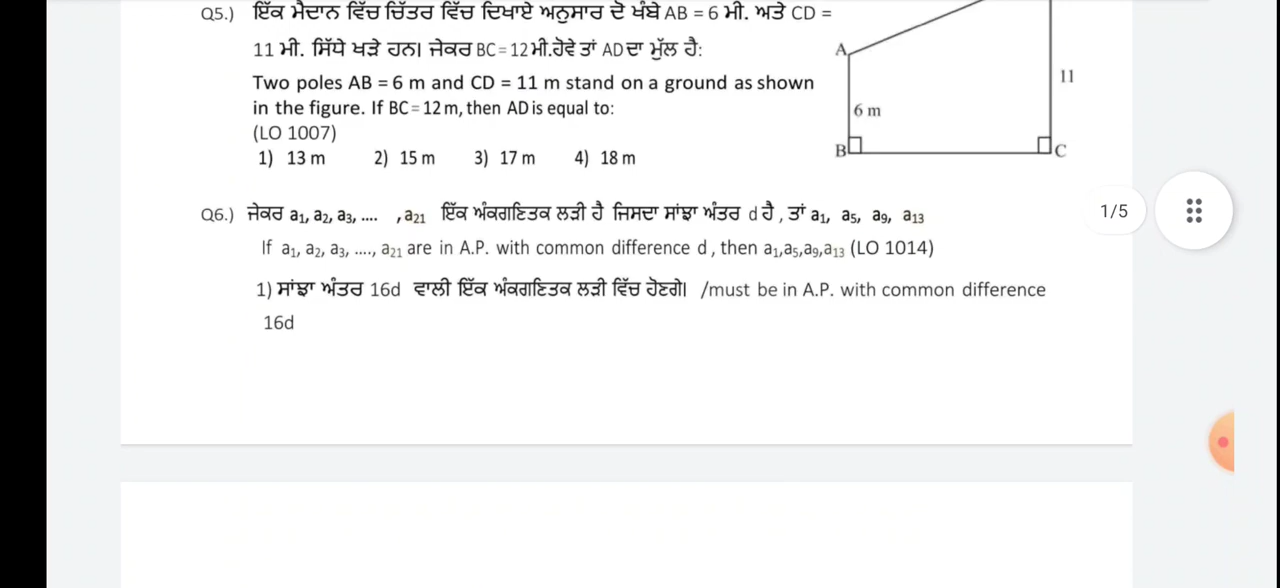 Q5.) ਇੱਕ ਮੈਦਾਨ ਵਿੱਚ ਚਿੱਤਰ ਵਿੱਚ ਦਿਖਾਏ ਅਨੁਸਾਰ ਦੋ ਖੰਬੇ AB = 6 ਮੀ. ਅਤੇ CD =
11 ਮੀ. ਸਿੱਧੇ ਖੜੇ ਹਨ। ਜੇਕਰ BC = 12 ਮੀ.ਹੋਵੇ ਤਾਂ AD ਦਾ ਮੁੱਲ ਹੈ:
Two poles AB = 6 m and CD = 11 m stand on a ground as shown
in the figure. If BC = 12 m, then AD is equal to:
(LO 1007)
1) 13 m 2) 15 m 3) 17 m 4) 18 m
A
11
6 m
B
C
Q6.) ਜੇਕਰ a₁, a₂, a₃, .... , a₂₁ ਇੱਕ ਅੰਕਗਣਿਤਕ ਲੜੀ ਹੈ ਜਿਸਦਾ ਸਾਂਝਾ ਅੰਤਰ d ਹੈ , ਤਾਂ a₁, a₅, a₉, a₁₃
If a₁, a₂, a₃, ...., a₂₁ are in A.P. with common difference d , then a₁,a₅,a₉,a₁₃ (LO 1014)
1) ਸਾਂਝਾ ਅੰਤਰ 16d ਵਾਲੀ ਇੱਕ ਅੰਕਗਣਿਤਕ ਲੜੀ ਵਿੱਚ ਹੋਣਗੇ। /must be in A.P. with common difference
16d
1/5